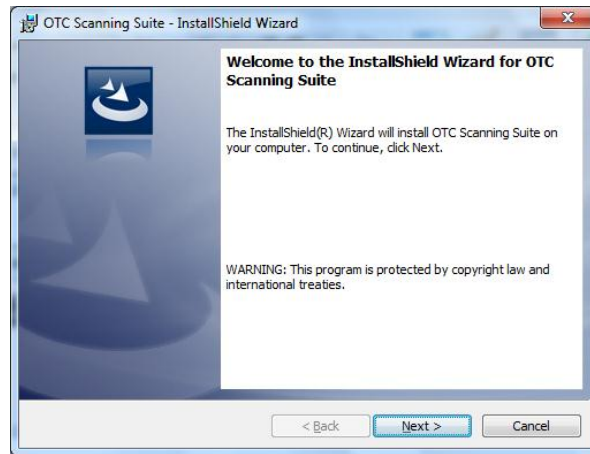 OTC Scanning Suite - InstallShield Wizard
Welcome to the InstallShield Wizard for OTC
Scanning Suite
The InstallShield(R) Wizard will install OTC Scanning Suite on
your computer. To continue, click Next.
WARNING: This program is protected by copyright law and
international treaties.
< Back Next > Cancel